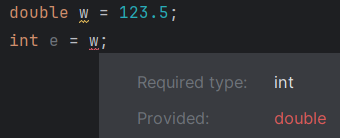 double w = 123.5;
int e = w;
Required type: int
Provided: double